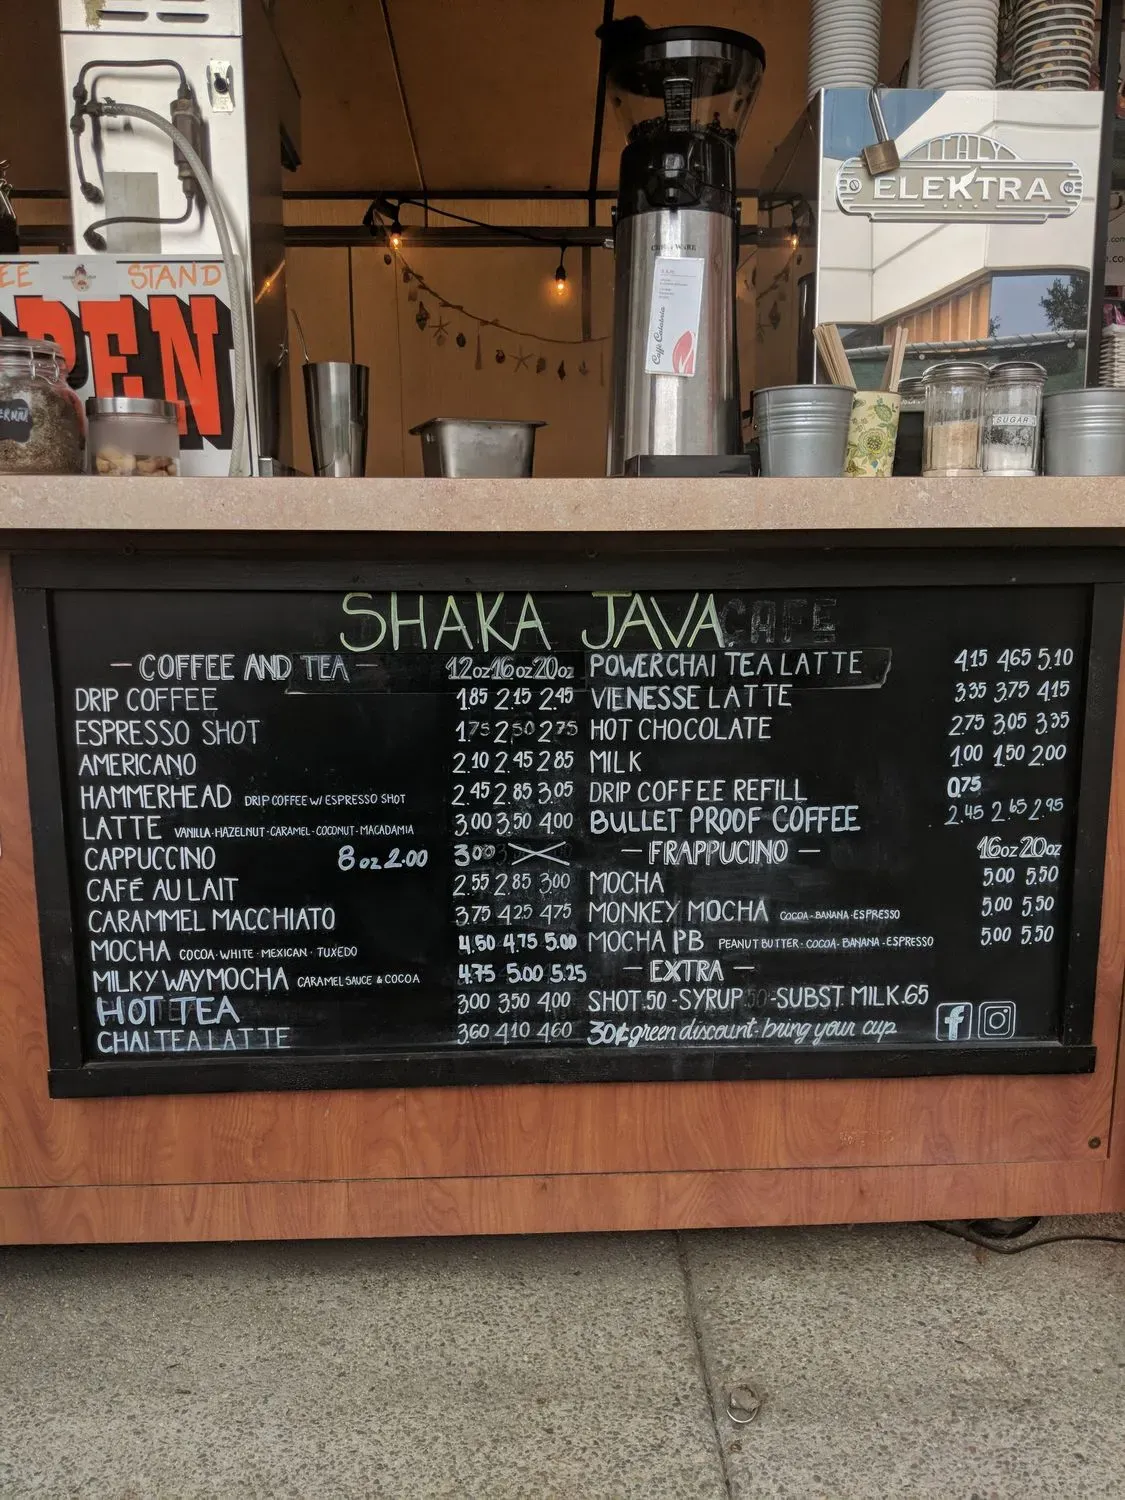 ITALY
ELEKTRA
EE STAND
PEN
Caffè Calabria
SUGAR
SHAKA JAVA CAFE
- COFFEE AND TEA - 12oz 16oz 20oz
DRIP COFFEE 1.85 2.15 2.45
ESPRESSO SHOT 1.75 2.50 2.75
AMERICANO 2.10 2.45 2.85
HAMMERHEAD DRIP COFFEE W/ ESPRESSO SHOT 2.45 2.85 3.05
LATTE VANILLA·HAZELNUT·CARAMEL·COCONUT·MACADAMIA 3.00 3.50 4.00
CAPPUCCINO 8oz 2.00 3.00
CAFÉ AU LAIT 2.55 2.85 3.00
CARAMMEL MACCHIATO 3.75 4.25 4.75
MOCHA COCOA·WHITE·MEXICAN·TUXEDO 4.50 4.75 5.00
MILKY WAY MOCHA CARAMEL SAUCE & COCOA 4.75 5.00 5.25
HOT TEA 3.00 3.50 4.00
CHAI TEA LATTE 3.60 4.10 4.60
POWER CHAI TEA LATTE 4.15 4.65 5.10
VIENESSE LATTE 3.35 3.75 4.15
HOT CHOCOLATE 2.75 3.05 3.35
MILK 1.00 1.50 2.00
DRIP COFFEE REFILL 0.75
BULLET PROOF COFFEE 2.45 2.65 2.95
- FRAPPUCINO - 16oz 20oz
MOCHA 5.00 5.50
MONKEY MOCHA COCOA·BANANA·ESPRESSO 5.00 5.50
MOCHA PB PEANUT BUTTER·COCOA·BANANA·ESPRESSO 5.00 5.50
- EXTRA -
SHOT .50 -SYRUP .50 -SUBST. MILK .65
30¢ green discount· bring your cup